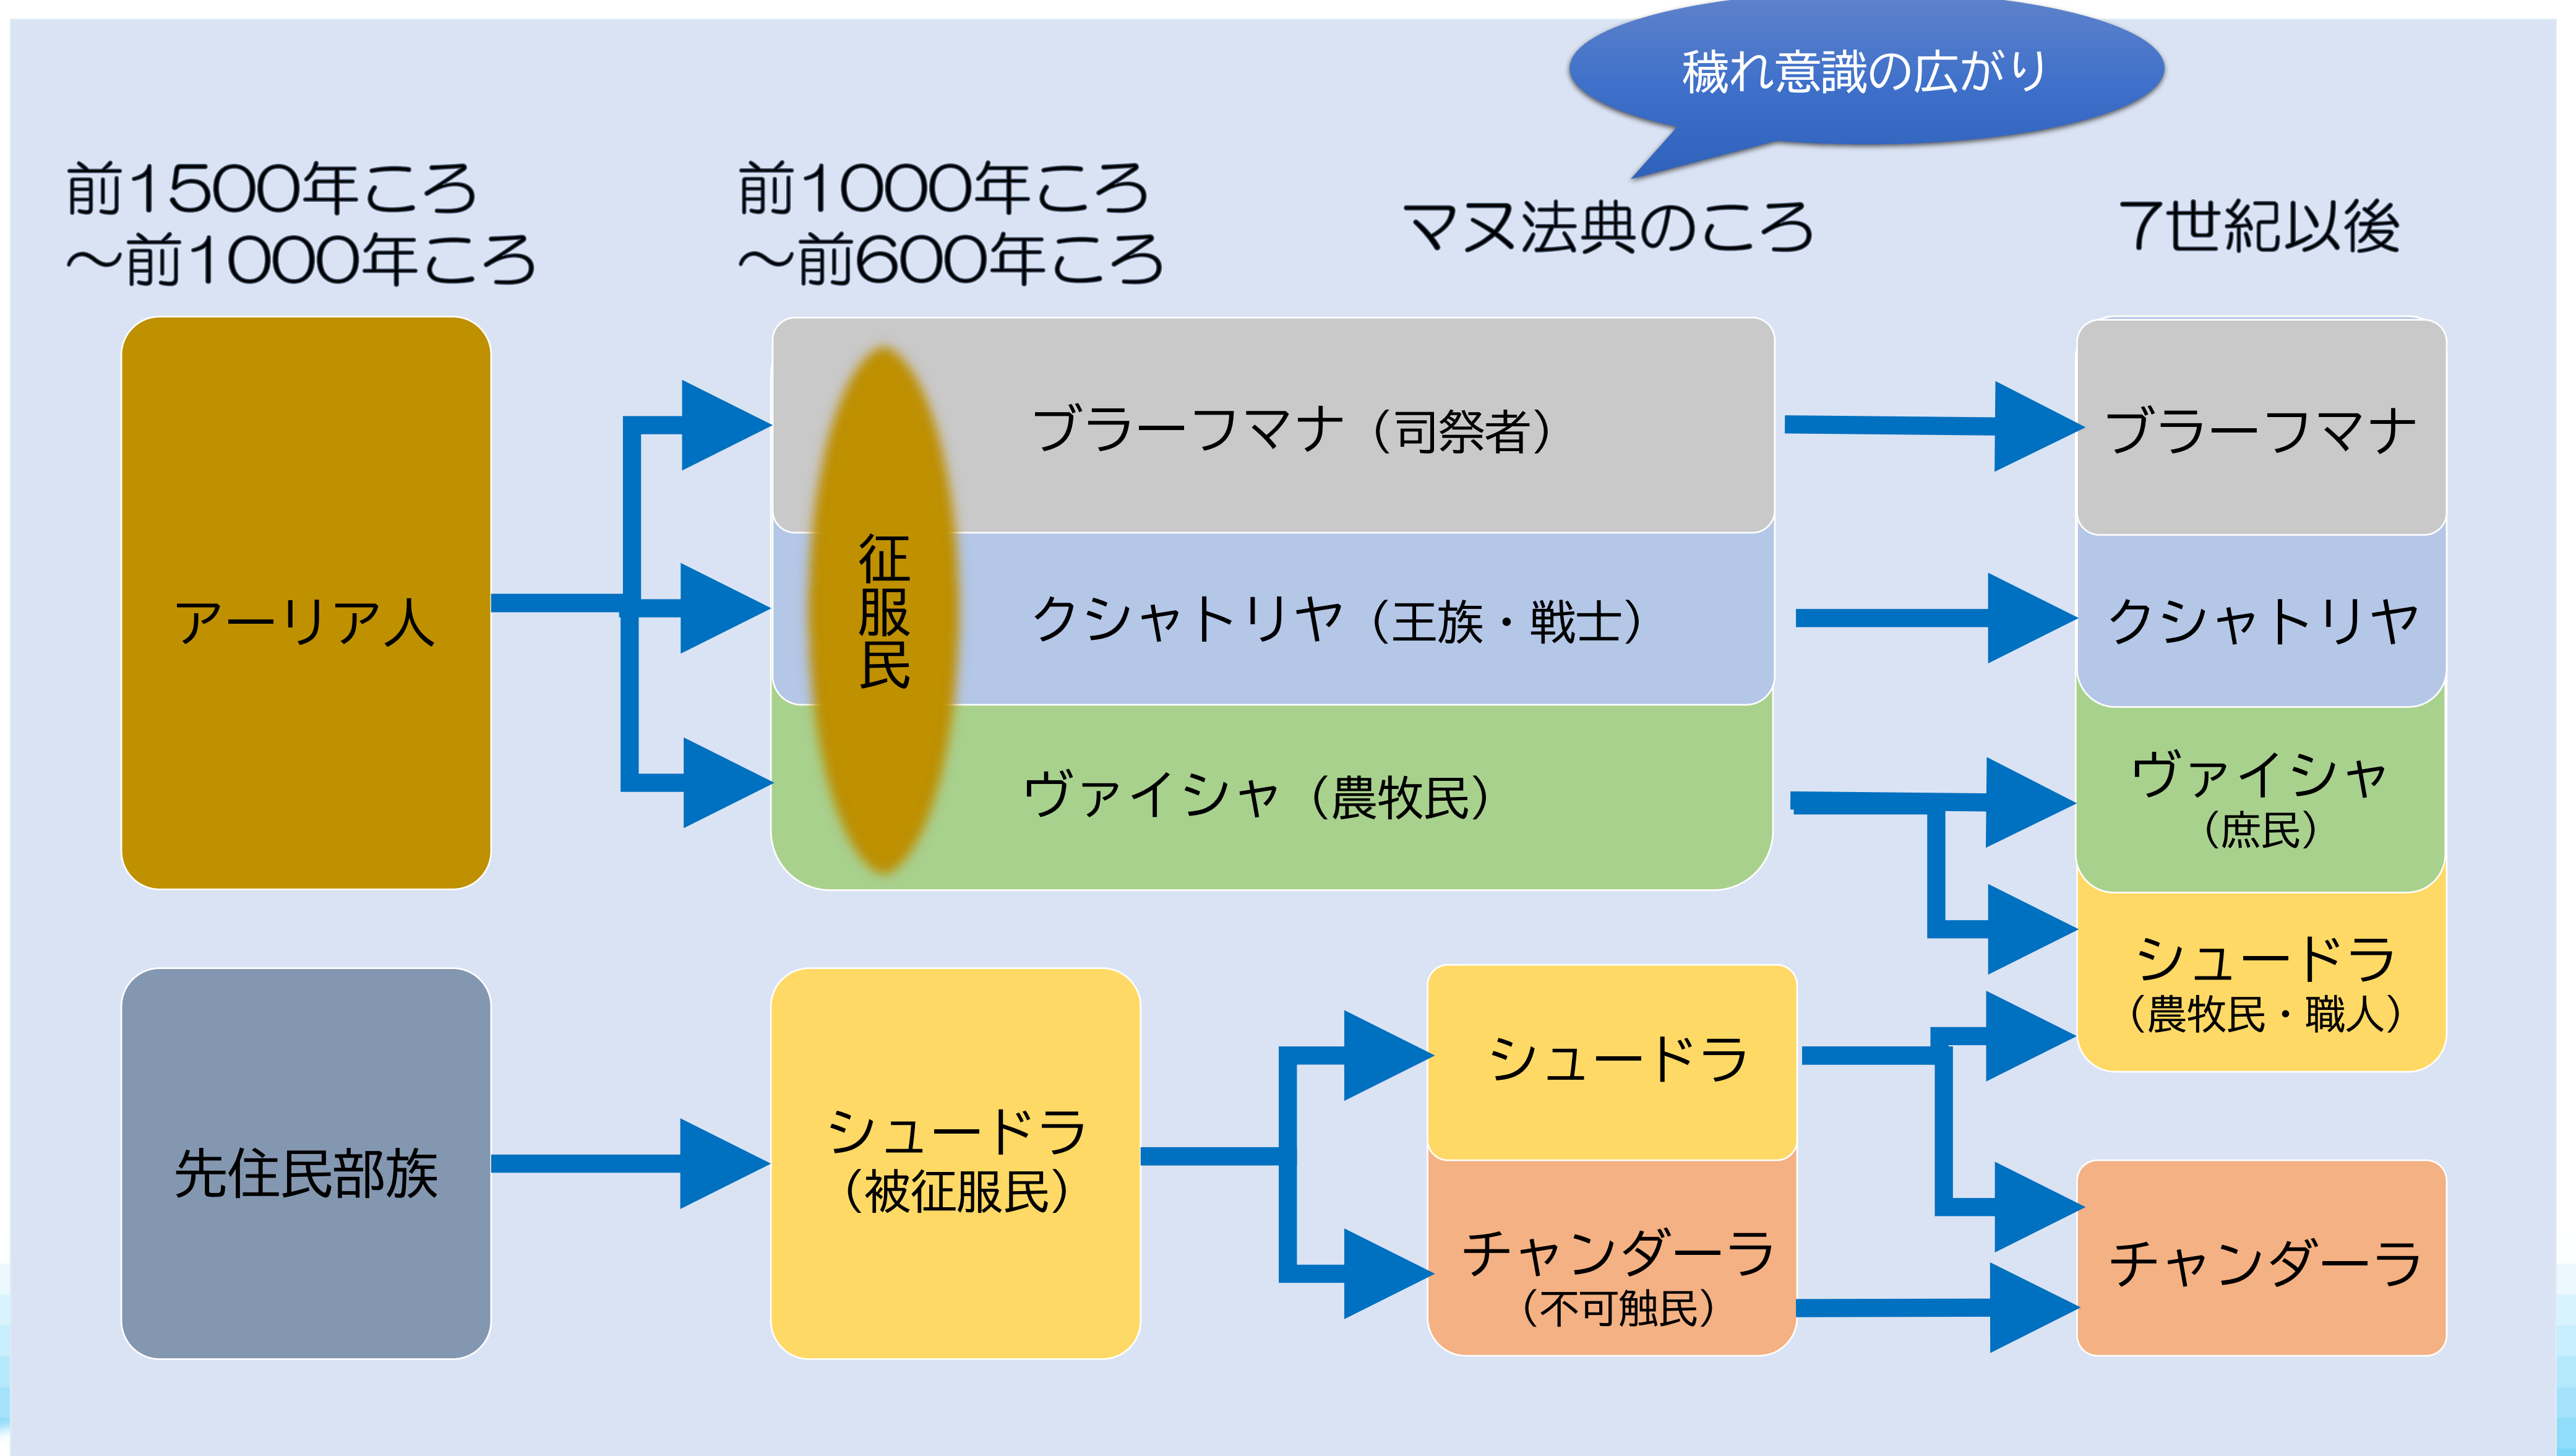 穢れ意識の広がり
前1500年ころ
～前1000年ころ
前1000年ころ
～前600年ころ
マヌ法典のころ
7世紀以後
アーリア人
征服民
ブラーフマナ（司祭者）
クシャトリヤ（王族・戦士）
ヴァイシャ（農牧民）
ブラーフマナ
クシャトリヤ
ヴァイシャ
（庶民）
シュードラ
（農牧民・職人）
先住民部族
シュードラ
（被征服民）
シュードラ
チャンダーラ
（不可触民）
チャンダーラ